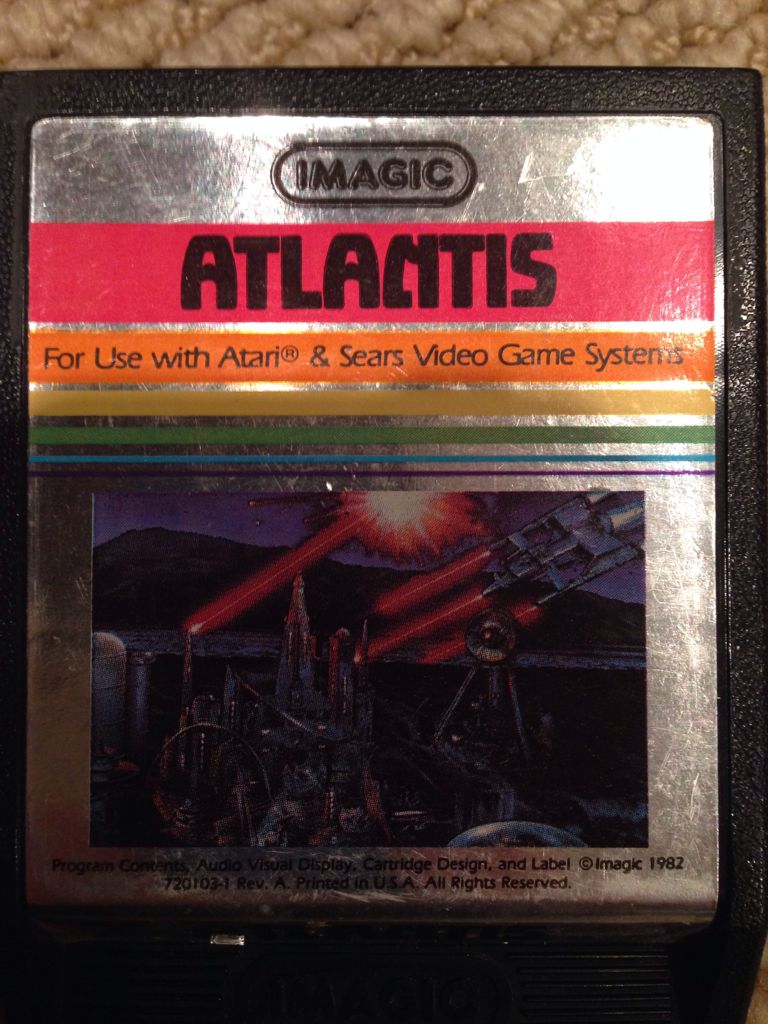 IMAGIC
ATLANTIS
For Use with Atari® & Sears Video Game Systems
Program Contents, Audio Visual Display, Cartridge Design, and Label © Imagic 1982
720103-1 Rev. A. Printed in U.S.A. All Rights Reserved.
IMAGIC